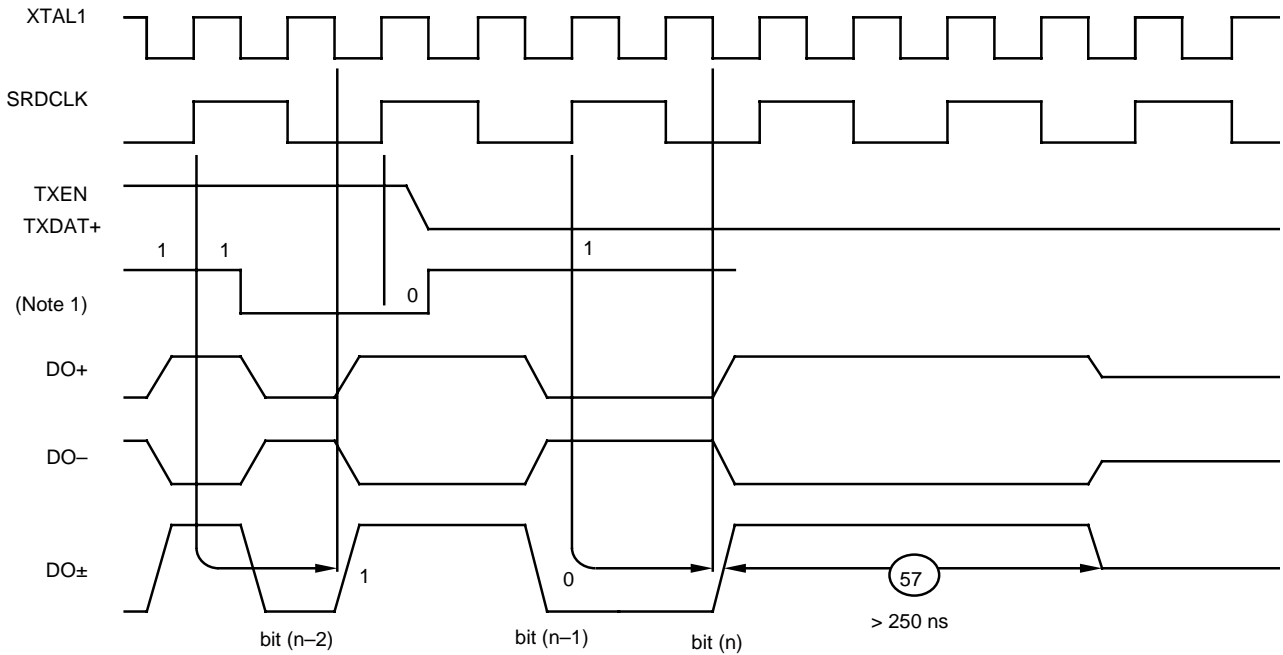 XTAL1
SRDCLK
TXEN
TXDAT+
1 1 1
(Note 1) 0
DO+
DO–
DO±
1 0 57
> 250 ns
bit (n–2) bit (n–1) bit (n)